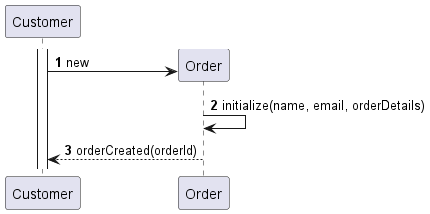 Customer
1 new
Order
2 initialize(name, email, orderDetails)
3 orderCreated(orderId)
Customer
Order